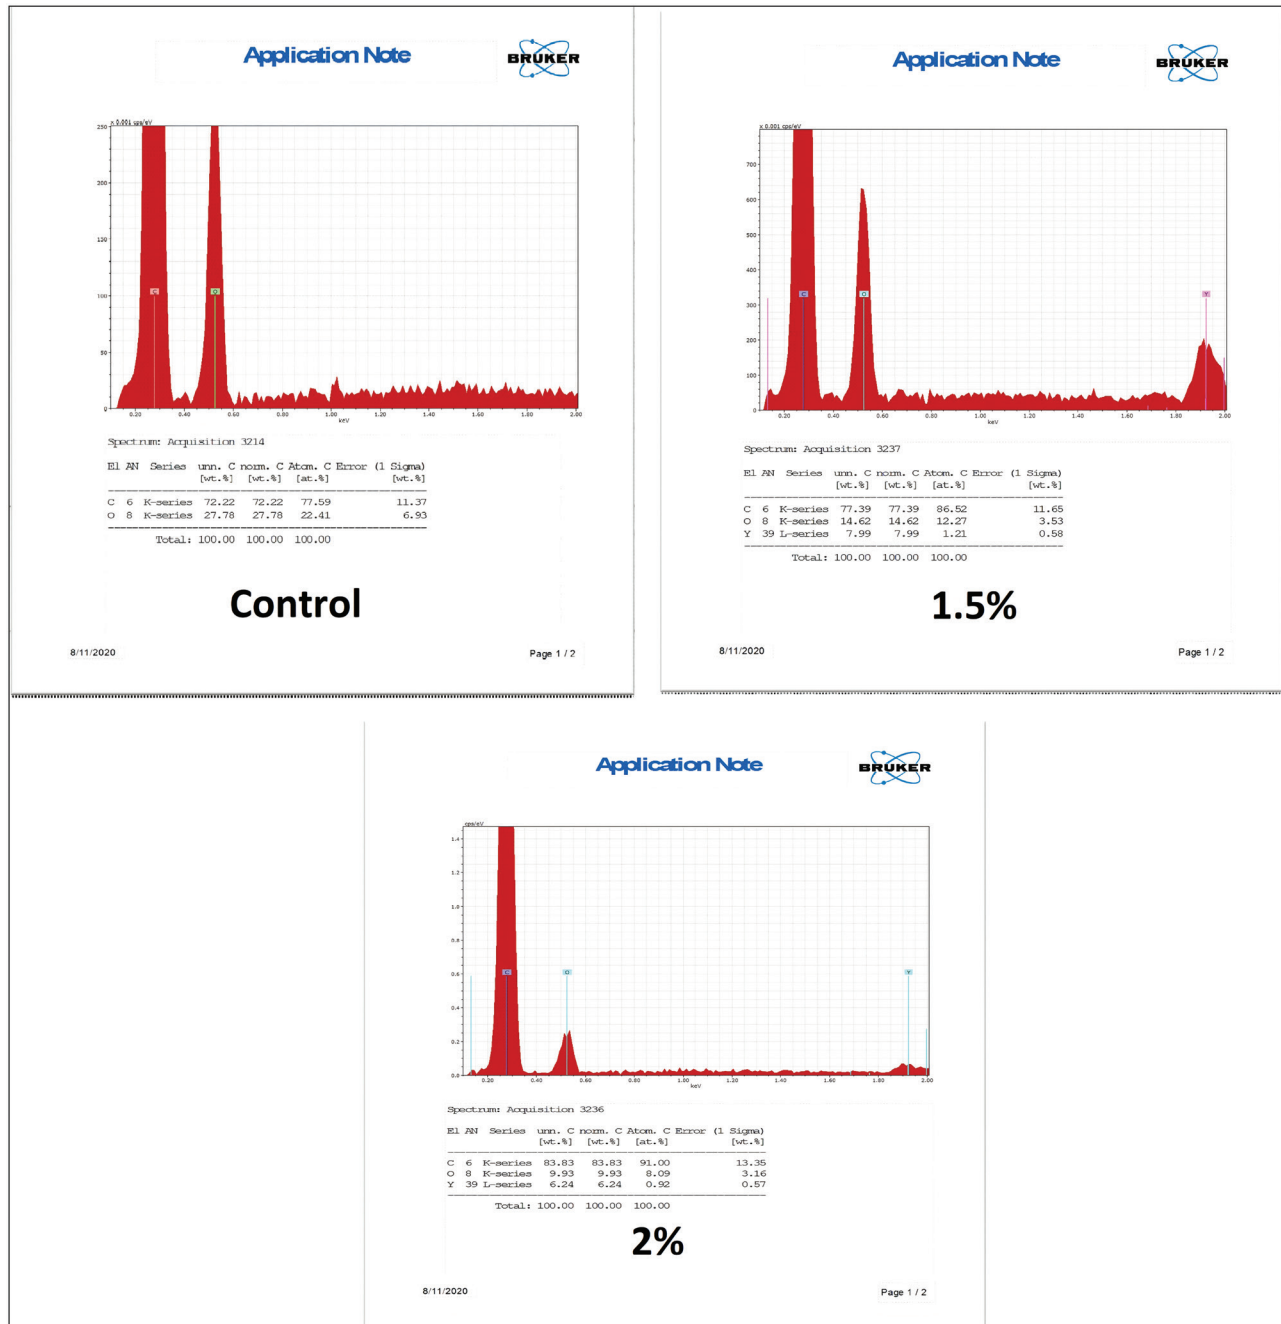 Application Note
BRUKER
x 0.001 cps/eV
250
200
150
100
50
0
C
O
0.20 0.40 0.60 0.80 1.00 1.20 1.40 1.60 1.80 2.00
keV
Spectrum: Acquisition 3214
El AN Series unn. C norm. C Atom. C Error (1 Sigma)
[wt.%] [wt.%] [at.%] [wt.%]
C 6 K-series 72.22 72.22 77.59 11.37
O 8 K-series 27.78 27.78 22.41 6.93
Total: 100.00 100.00 100.00
Control
8/11/2020
Page 1 / 2
Application Note
BRUKER
x 0.001 cps/eV
700
600
500
400
300
200
100
0
C
O
Y
0.20 0.40 0.60 0.80 1.00 1.20 1.40 1.60 1.80 2.00
keV
Spectrum: Acquisition 3237
El AN Series unn. C norm. C Atom. C Error (1 Sigma)
[wt.%] [wt.%] [at.%] [wt.%]
C 6 K-series 77.39 77.39 86.52 11.65
O 8 K-series 14.62 14.62 12.27 3.53
Y 39 L-series 7.99 7.99 1.21 0.58
Total: 100.00 100.00 100.00
1.5%
8/11/2020
Page 1 / 2
Application Note
BRUKER
cps/eV
1.4
1.2
1.0
0.8
0.6
0.4
0.2
0.0
C
O
Y
0.20 0.40 0.60 0.80 1.00 1.20 1.40 1.60 1.80 2.00
keV
Spectrum: Acquisition 3236
El AN Series unn. C norm. C Atom. C Error (1 Sigma)
[wt.%] [wt.%] [at.%] [wt.%]
C 6 K-series 83.83 83.83 91.00 13.35
O 8 K-series 9.93 9.93 8.09 3.16
Y 39 L-series 6.24 6.24 0.92 0.57
Total: 100.00 100.00 100.00
2%
8/11/2020
Page 1 / 2